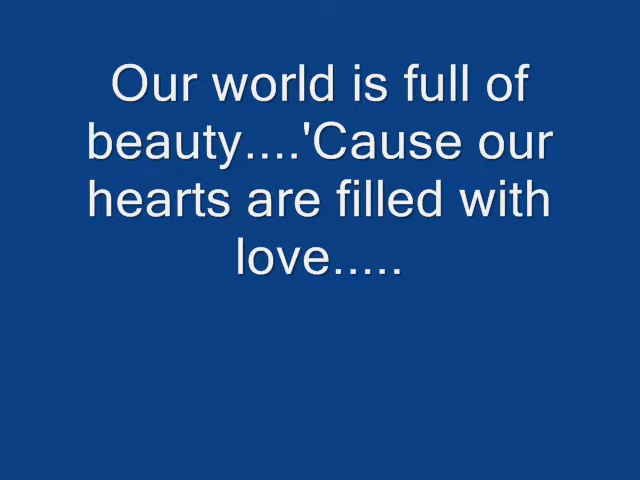 Our world is full of
beauty....'Cause our
hearts are filled with
love.....